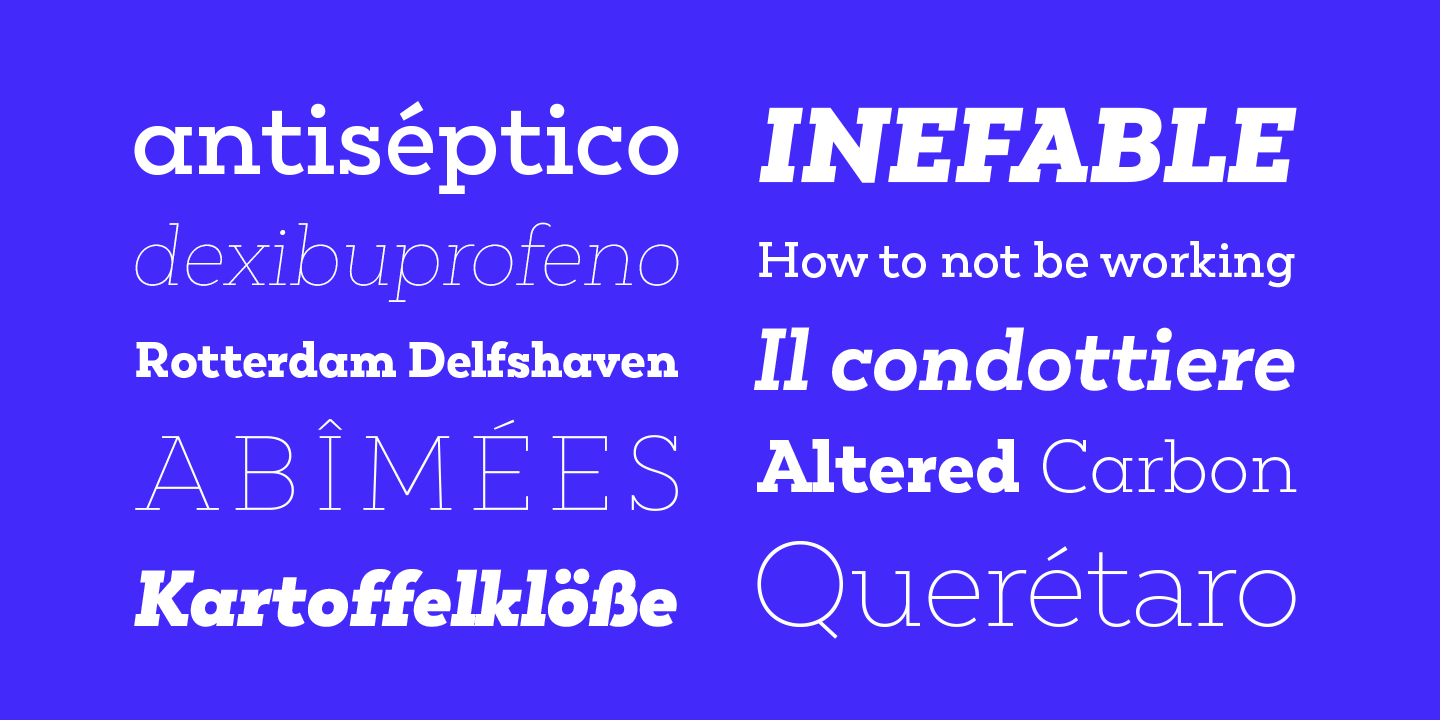 antiséptico
dexibuprofeno
Rotterdam Delfshaven
ABÎMÉES
Kartoffelklöße
INEFABLE
How to not be working
Il condottiere
Altered Carbon
Querétaro